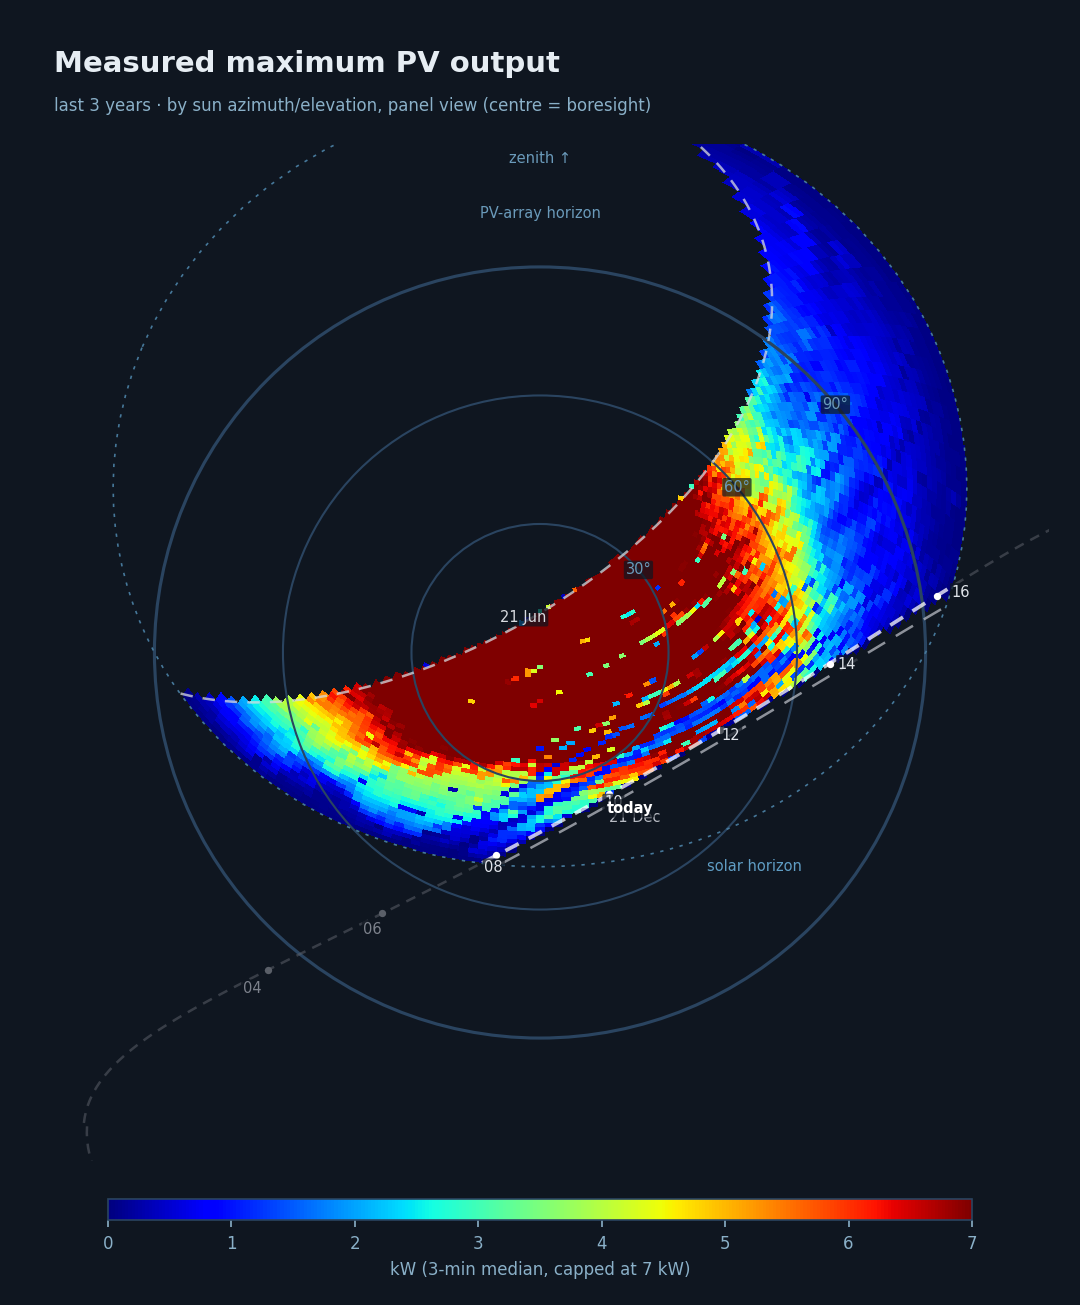 Measured maximum PV output
last 3 years · by sun azimuth/elevation, panel view (centre = boresight)
zenith ↑
PV-array horizon
90°
60°
30°
16
21 Jun
14
12
today
21 Dec
08
solar horizon
06
04
0 1 2 3 4 5 6 7
kW (3-min median, capped at 7 kW)